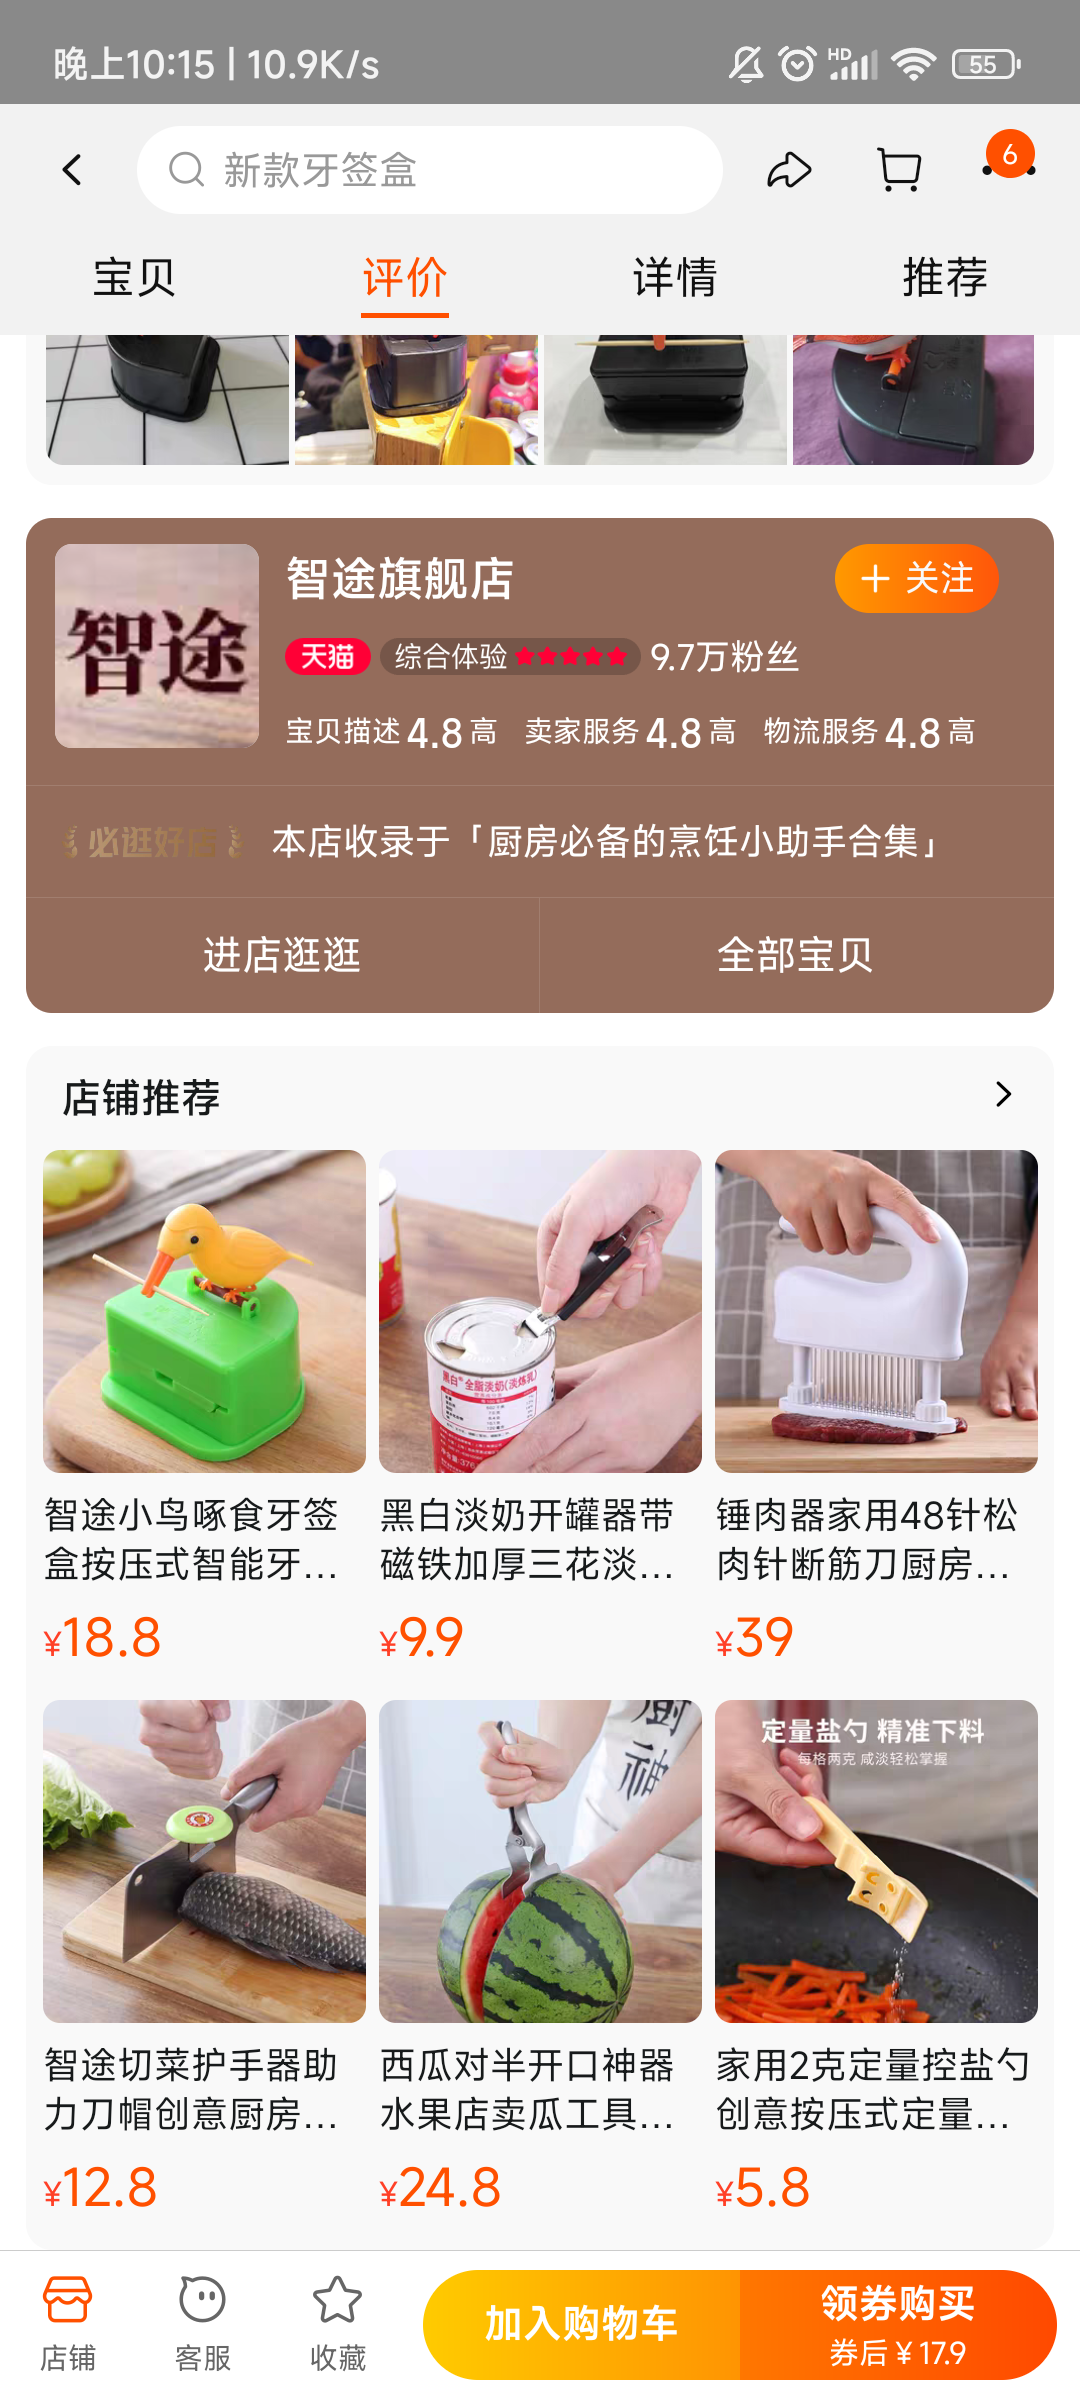 晚上10:15 | 10.9K/s
HD
55
新款牙签盒
6
宝贝
评价
详情
推荐
智途
智途旗舰店
关注
天猫 综合体验 9.7万粉丝
宝贝描述 4.8 高 卖家服务 4.8 高 物流服务 4.8 高
必逛好店 本店收录于「厨房必备的烹饪小助手合集」
进店逛逛
全部宝贝
店铺推荐
黑白 全脂淡奶(淡炼乳)
智途小鸟啄食牙签
盒按压式智能牙...
¥18.8
黑白淡奶开罐器带
磁铁加厚三花淡...
¥9.9
锤肉器家用48针松
肉针断筋刀厨房...
¥39
厨
神
定量盐勺 精准下料
每格两克 咸淡轻松掌握
智途切菜护手器助
力刀帽创意厨房...
¥12.8
西瓜对半开口神器
水果店卖瓜工具...
¥24.8
家用2克定量控盐勺
创意按压式定量...
¥5.8
店铺
客服
收藏
加入购物车
领券购买
券后 ¥ 17.9